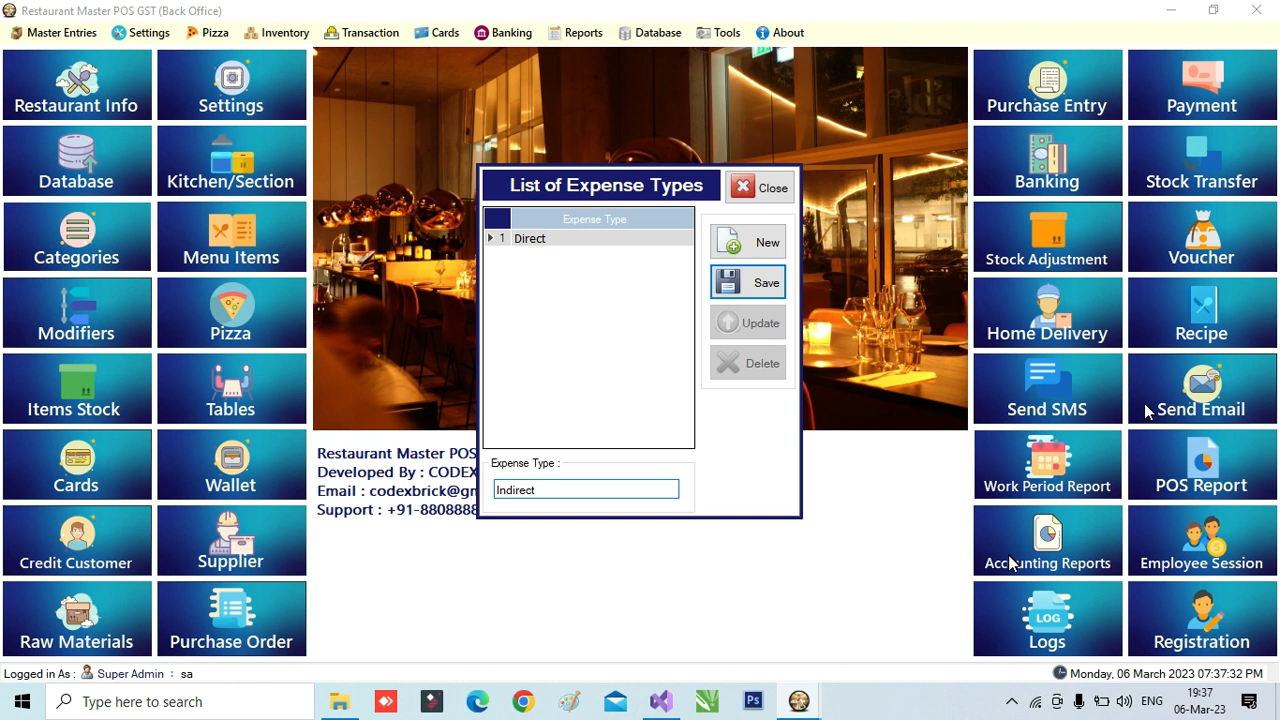 Restaurant Master POS GST (Back Office)
Master Entries Settings Pizza Inventory Transaction Cards Banking Reports Database Tools About
Restaurant Info
Settings
Database
Kitchen/Section
Categories
Menu Items
Modifiers
Pizza
Items Stock
Tables
Cards
Wallet
Credit Customer
Supplier
Raw Materials
Purchase Order
List of Expense Types
Close
Expense Type
1 Direct
New
Save
Update
Delete
Expense Type :
Indirect
Restaurant Master POS
Developed By : CODEX
Email : codexbrick@gm
Support : +91-880888
Purchase Entry
Payment
Banking
Stock Transfer
Stock Adjustment
Voucher
Home Delivery
Recipe
Send SMS
Send Email
Work Period Report
POS Report
Accounting Reports
Employee Session
LOG
Logs
Registration
Logged in As : Super Admin : sa
Monday, 06 March 2023 07:37:32 PM
Type here to search
Ps
ENG
19:37
06-Mar-23